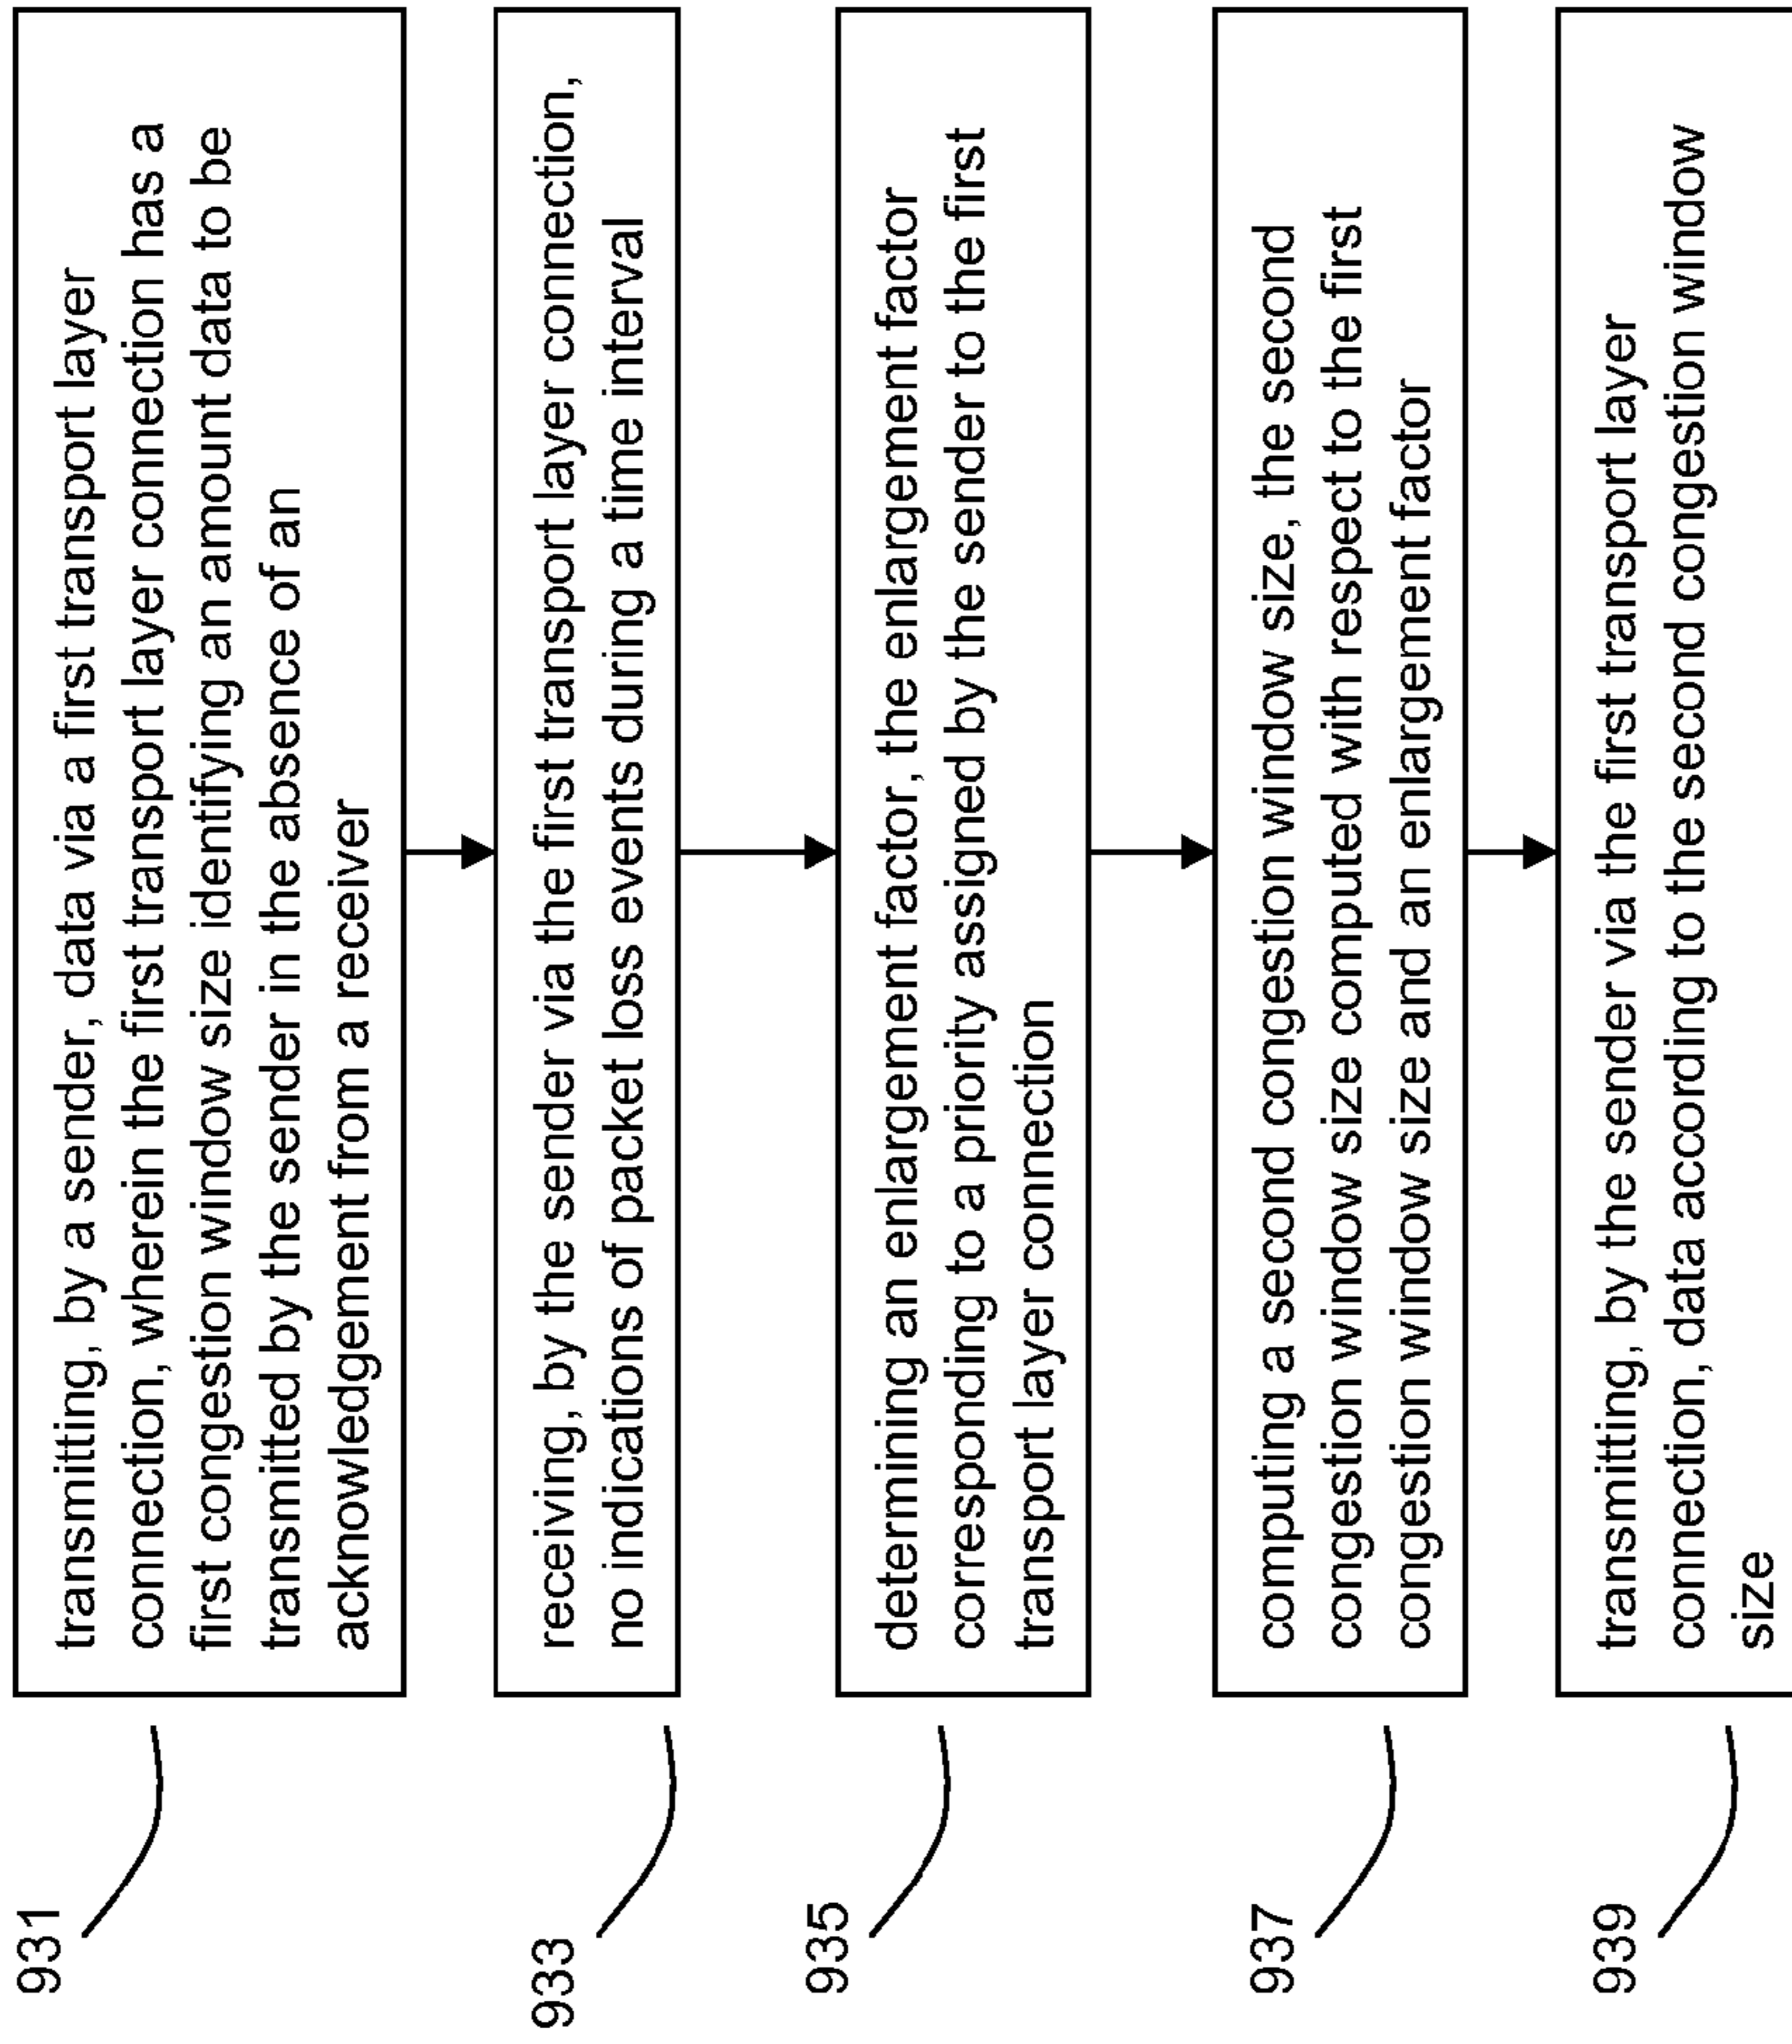 931
transmitting, by a sender, data via a first transport layer
connection, wherein the first transport layer connection has a
first congestion window size identifying an amount data to be
transmitted by the sender in the absence of an
acknowledgement from a receiver
933
receiving, by the sender via the first transport layer connection,
no indications of packet loss events during a time interval
935
determining an enlargement factor, the enlargement factor
corresponding to a priority assigned by the sender to the first
transport layer connection
937
computing a second congestion window size, the second
congestion window size computed with respect to the first
congestion window size and an enlargement factor
939
transmitting, by the sender via the first transport layer
connection, data according to the second congestion window
size